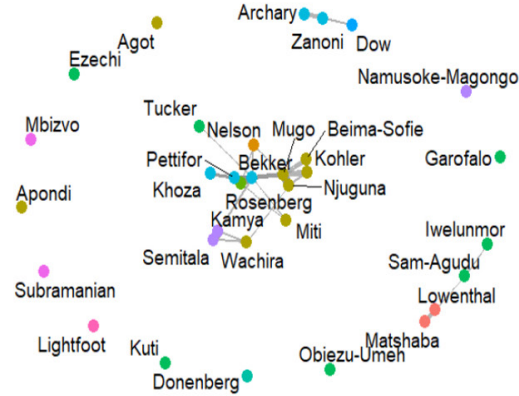 Archary
Agot
Zanoni
Dow
Ezechi
Namusoke-Magongo
Tucker
Nelson
Mugo
Beima-Sofie
Mbizvo
Pettifor
Bekker
Kohler
Garofalo
Khoza
Njuguna
Apondi
Rosenberg
Kamya
Miti
Iwelunmor
Semitala
Wachira
Sam-Agudu
Subramanian
Lowenthal
Lightfoot
Kuti
Matshaba
Obiezu-Umeh
Donenberg